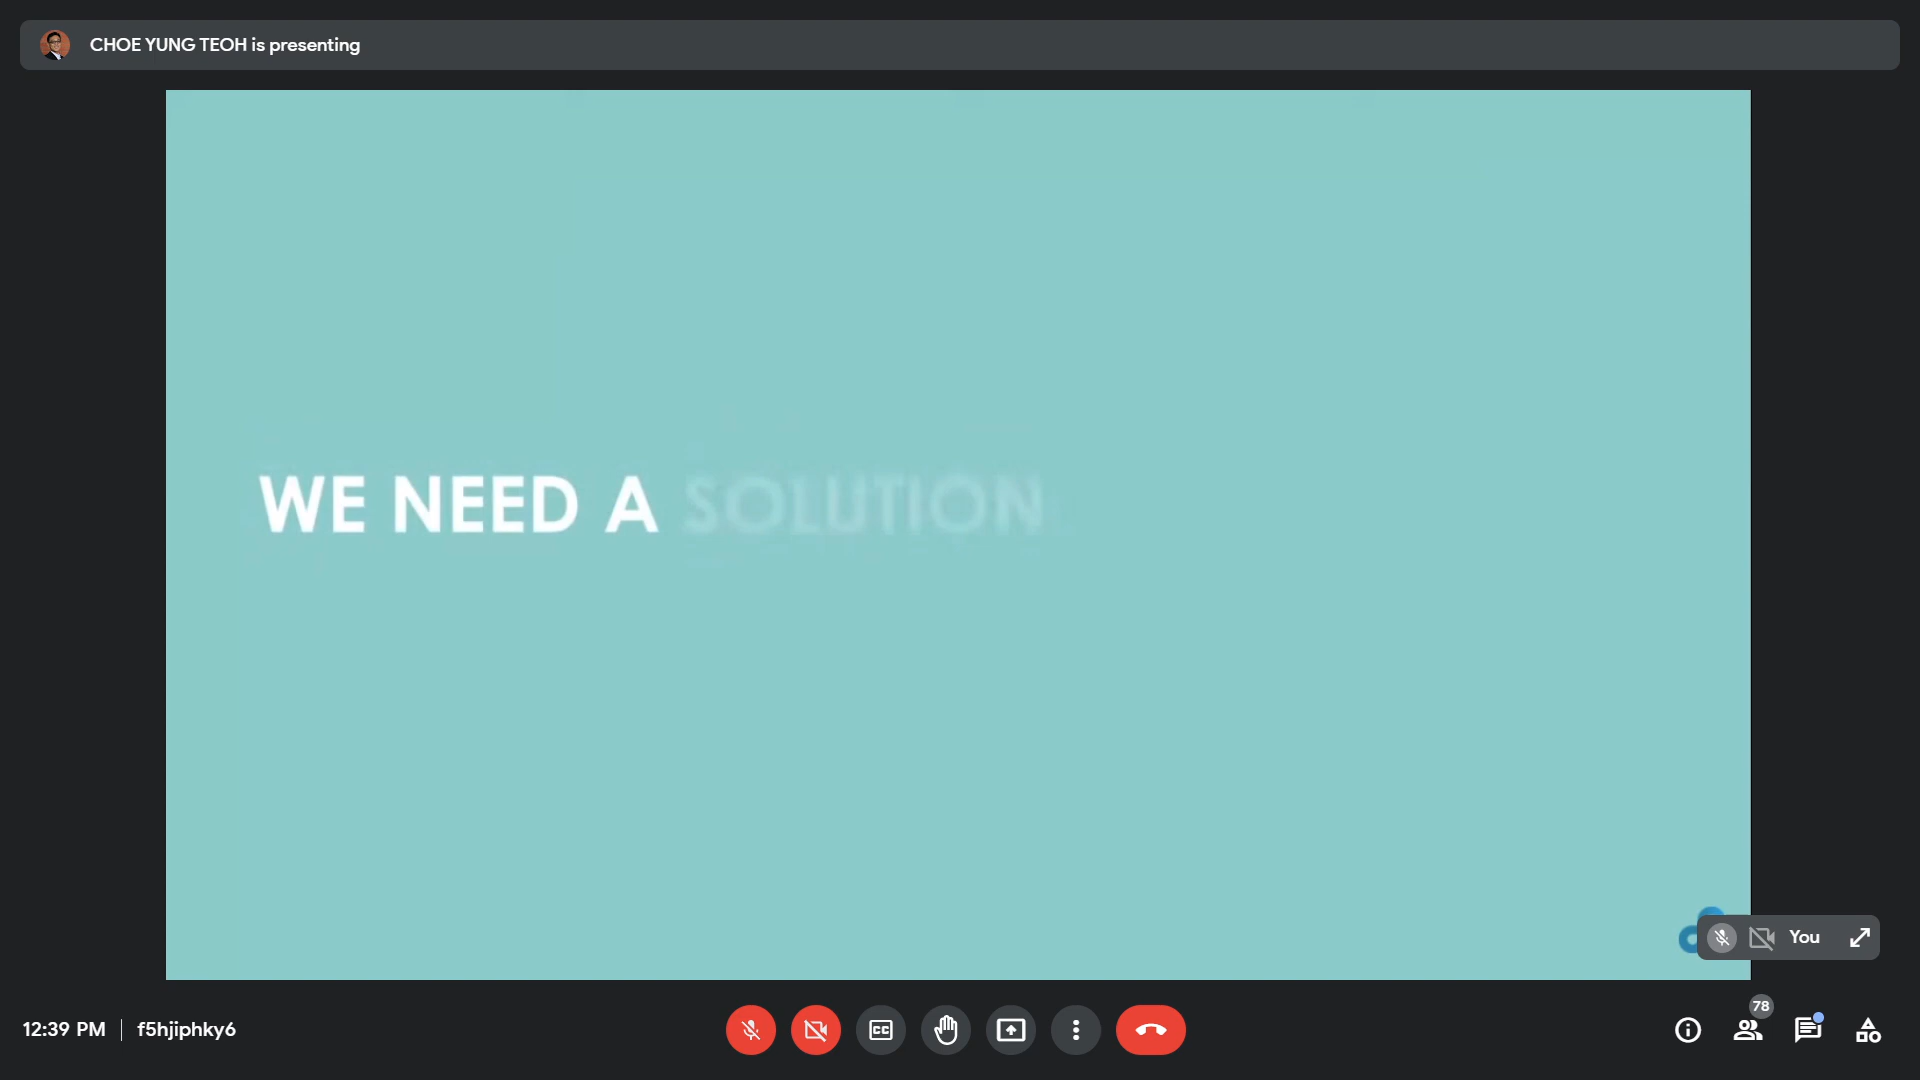 CHOE YUNG TEOH is presenting
WE NEED A SOLUTION
You
78
12:39 PM | f5hjiphky6